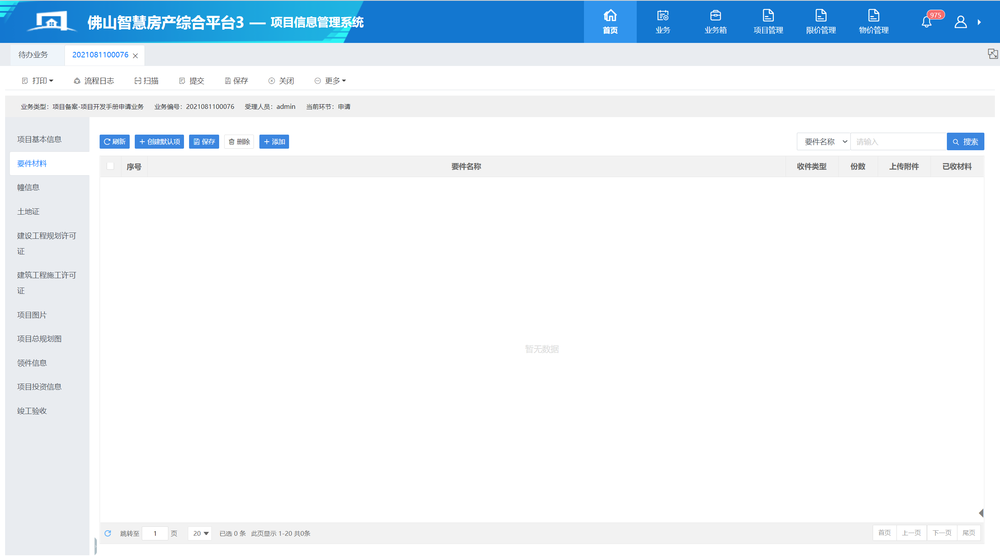 佛山智慧房产综合平台3 — 项目信息管理系统
首页 业务 业务箱 项目管理 限价管理 物价管理 975
待办业务 2021081100076
打印 流程日志 扫描 提交 保存 关闭 更多
业务类型：项目备案-项目开发手册申请业务 业务编号：2021081100076 受理人员：admin 当前环节：申请
项目基本信息
要件材料
幢信息
土地证
建设工程规划许可
证
建筑工程施工许可
证
项目图片
项目总规划图
领件信息
项目投资信息
竣工验收
刷新 创建默认项 保存 删除 添加 要件名称 请输入 搜索
序号 要件名称 收件类型 份数 上传附件 已收材料
暂无数据
跳转至 1 页 20 已选 0 条 此页显示 1-20 共0条 首页 上一页 下一页 尾页